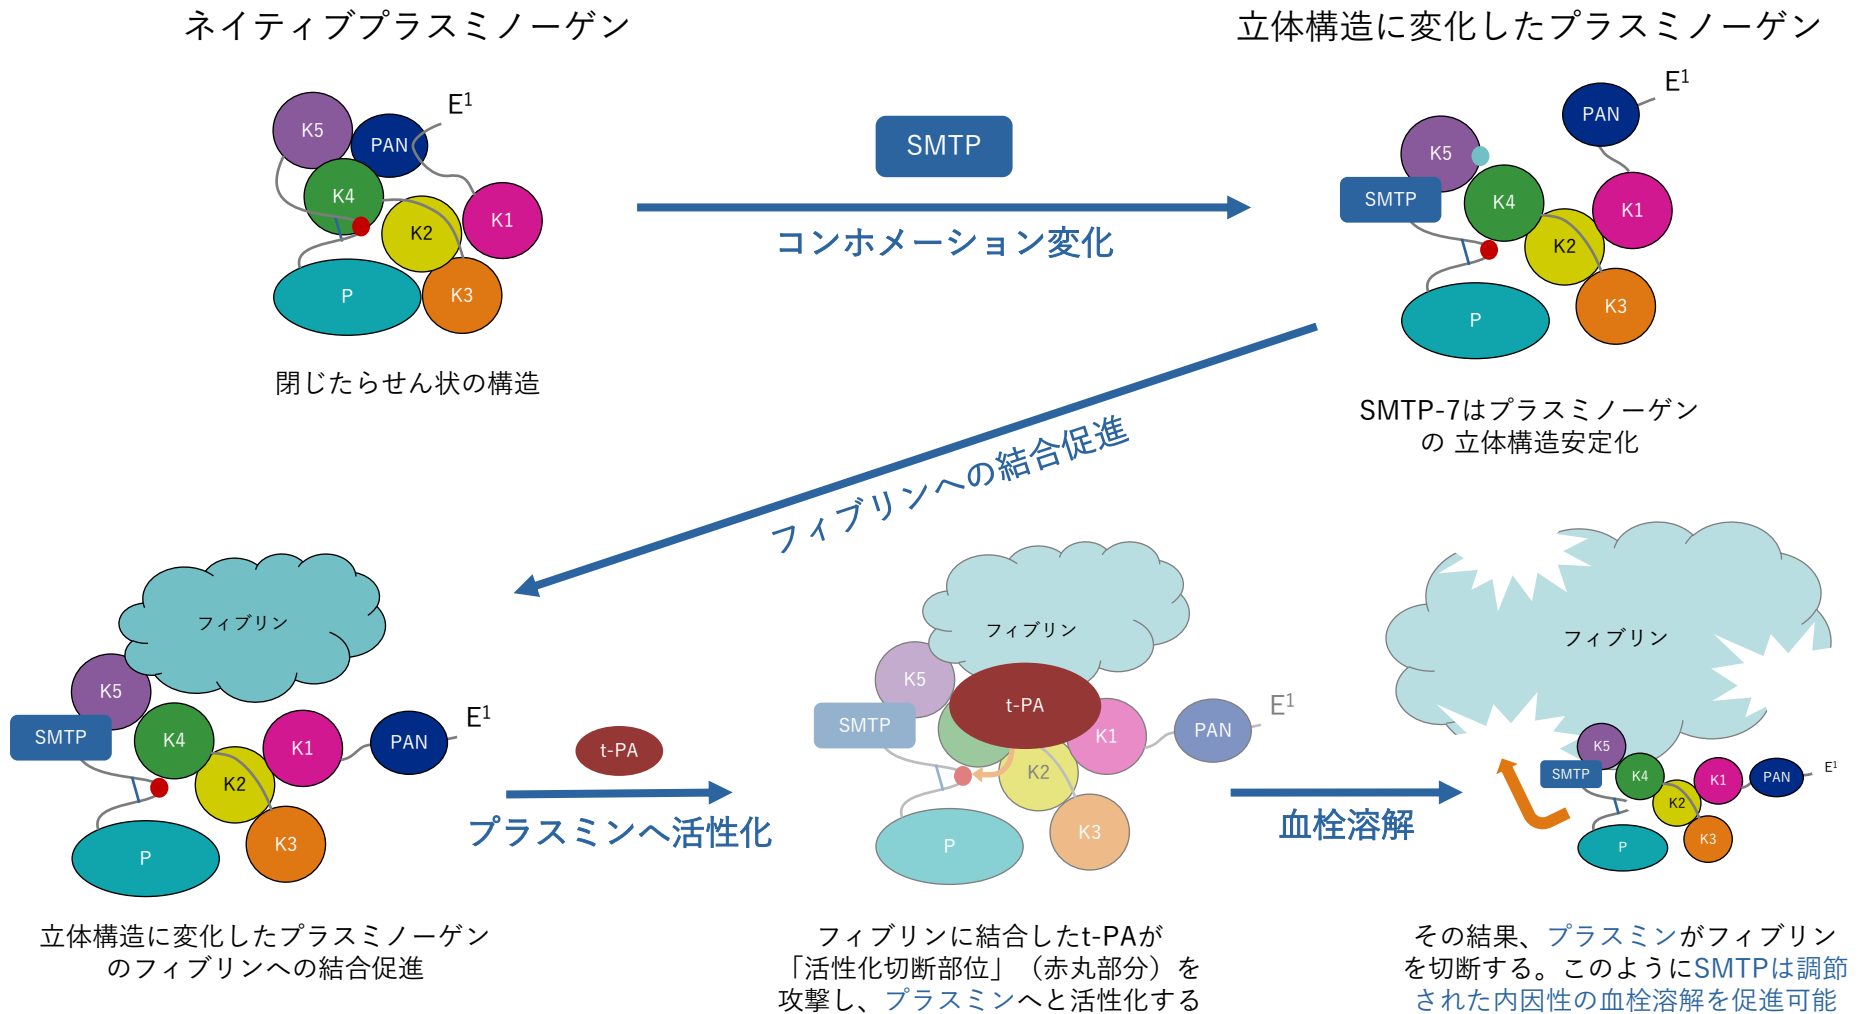 ネイティブプラスミノーゲン
立体構造に変化したプラスミノーゲン
K5
PAN
E1
K4
K2
K1
P
K3
閉じたらせん状の構造
SMTP
コンホメーション変化
E1
PAN
K5
SMTP
K4
K1
K2
K3
P
SMTP-7はプラスミノーゲン
の 立体構造安定化
フィブリンへの結合促進
フィブリン
K5
SMTP
K4
K1
PAN
E1
K2
K3
P
立体構造に変化したプラスミノーゲン
のフィブリンへの結合促進
t-PA
プラスミンへ活性化
フィブリン
K5
SMTP
t-PA
K1
PAN
E1
K2
K3
P
フィブリンに結合したt-PAが
「活性化切断部位」（赤丸部分）を
攻撃し、プラスミンへと活性化する
血栓溶解
フィブリン
K5
SMTP
K4
K1
PAN
E1
K2
K3
P
その結果、プラスミンがフィブリン
を切断する。このようにSMTPは調節
された内因性の血栓溶解を促進可能